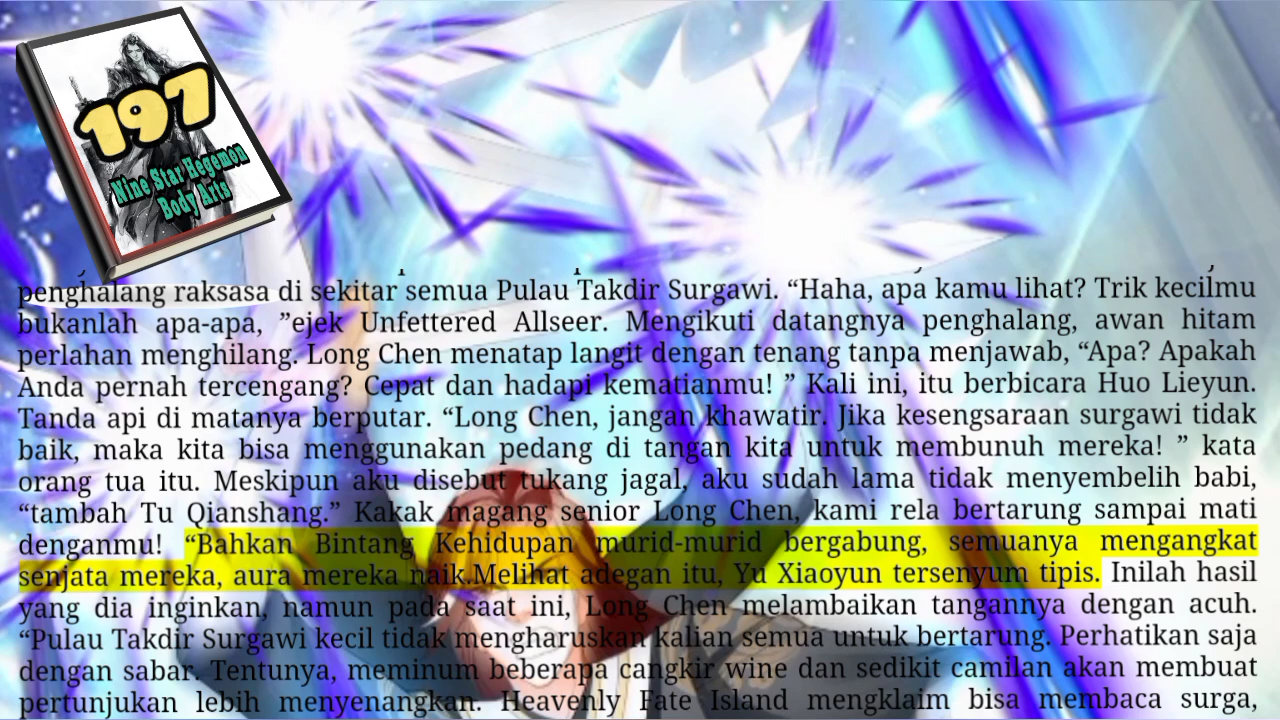 197
Nine Star Hegemon
Body Arts
penghalang raksasa di sekitar semua Pulau Takdir Surgawi. “Haha, apa kamu lihat? Trik kecilmu
bukanlah apa-apa, ”ejek Unfettered Allseer. Mengikuti datangnya penghalang, awan hitam
perlahan menghilang. Long Chen menatap langit dengan tenang tanpa menjawab, “Apa? Apakah
Anda pernah tercengang? Cepat dan hadapi kematianmu! ” Kali ini, itu berbicara Huo Lieyun.
Tanda api di matanya berputar. “Long Chen, jangan khawatir. Jika kesengsaraan surgawi tidak
baik, maka kita bisa menggunakan pedang di tangan kita untuk membunuh mereka! ” kata
orang tua itu. Meskipun aku disebut tukang jagal, aku sudah lama tidak menyembelih babi,
“tambah Tu Qianshang.” Kakak magang senior Long Chen, kami rela bertarung sampai mati
denganmu! “Bahkan Bintang Kehidupan murid-murid bergabung, semuanya mengangkat
senjata mereka, aura mereka naik.Melihat adegan itu, Yu Xiaoyun tersenyum tipis. Inilah hasil
yang dia inginkan, namun pada saat ini, Long Chen melambaikan tangannya dengan acuh.
“Pulau Takdir Surgawi kecil tidak mengharuskan kalian semua untuk bertarung. Perhatikan saja
dengan sabar. Tentunya, meminum beberapa cangkir wine dan sedikit camilan akan membuat
pertunjukan lebih menyenangkan. Heavenly Fate Island mengklaim bisa membaca surga,